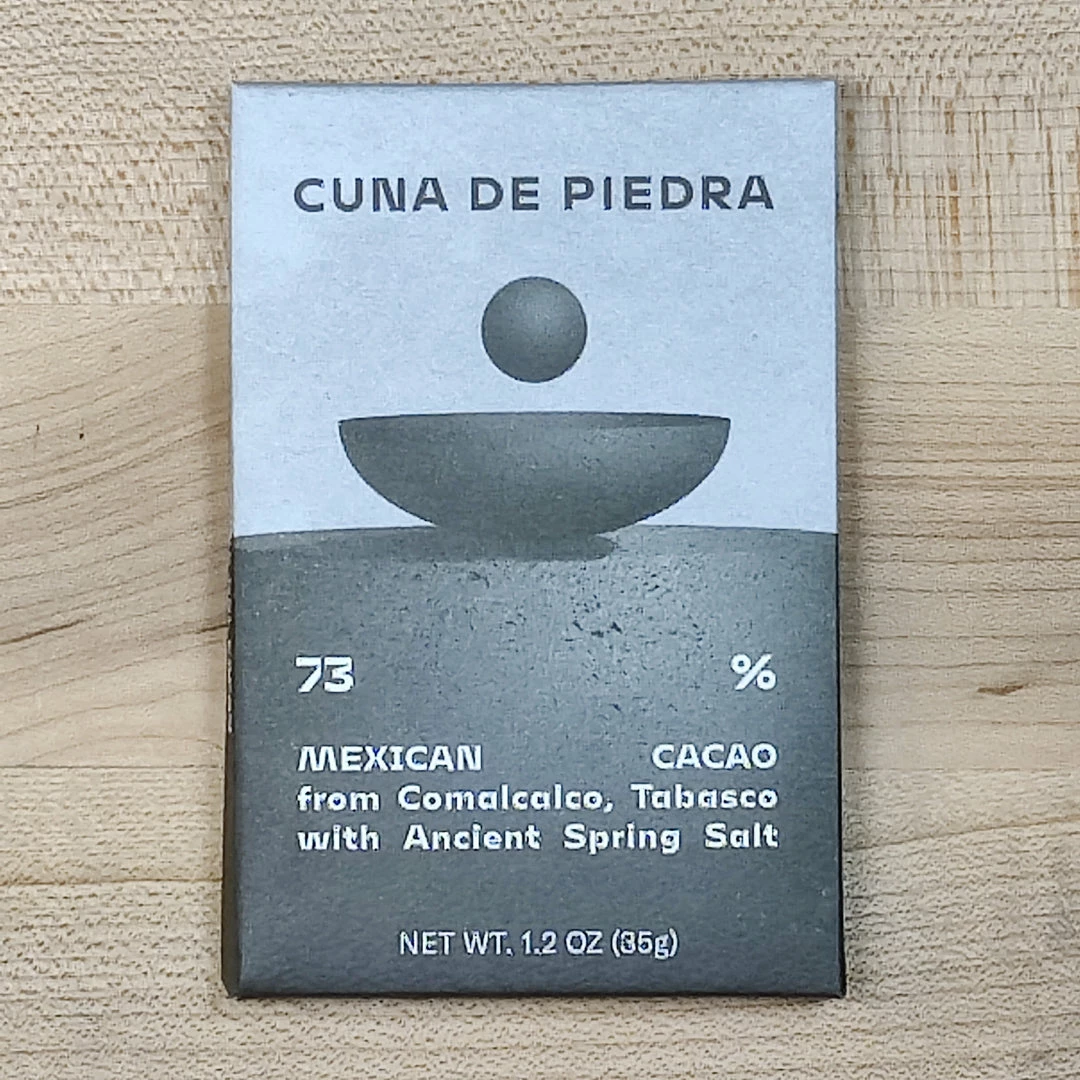 CUNA DE PIEDRA
73 %
MEXICAN CACAO
from Comalcalco, Tabasco
with Ancient Spring Salt
NET WT. 1.2 OZ (35g)